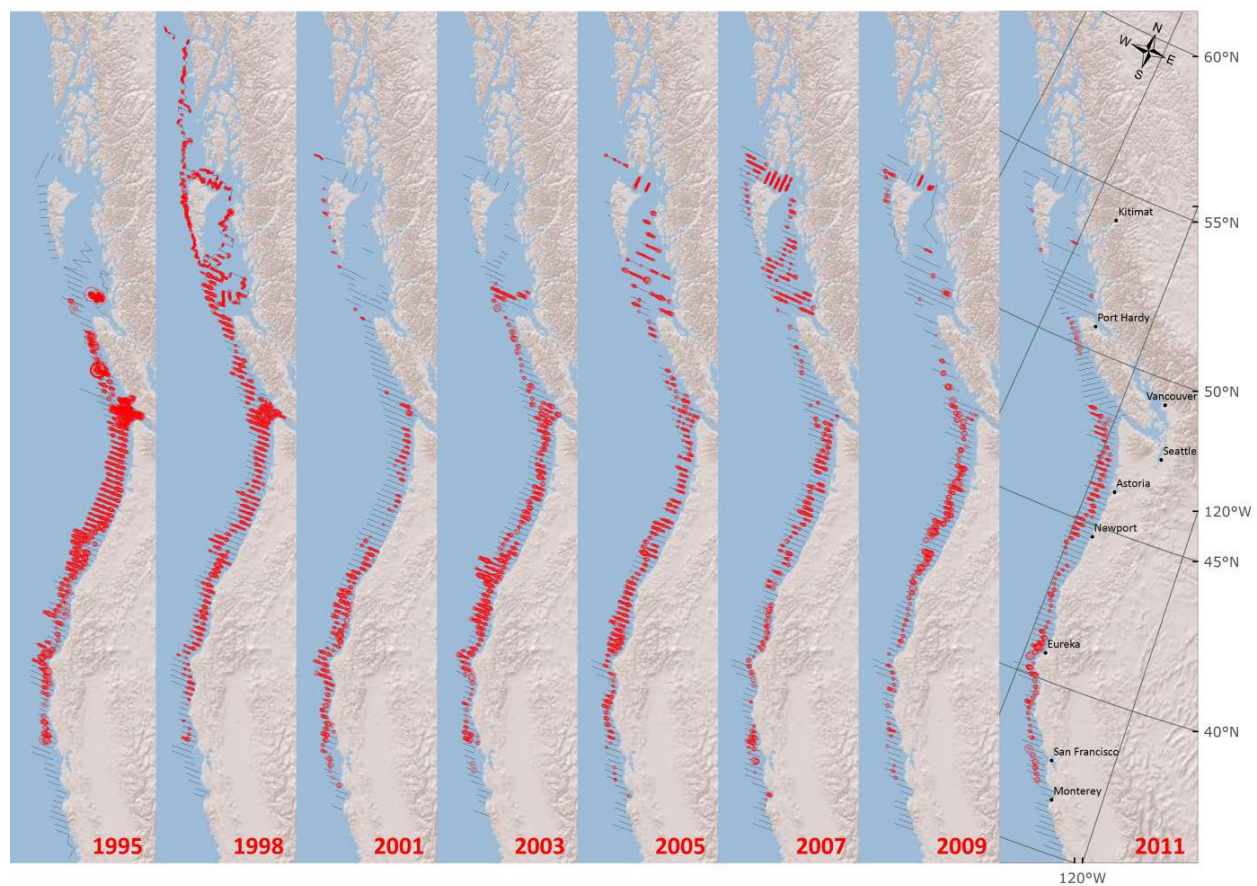 N
W
E
S
60°N
55°N
Kitimat
Port Hardy
50°N
Vancouver
Seattle
Astoria
120°W
Newport
45°N
Eureka
40°N
San Francisco
Monterey
1995 1998 2001 2003 2005 2007 2009 2011
120°W